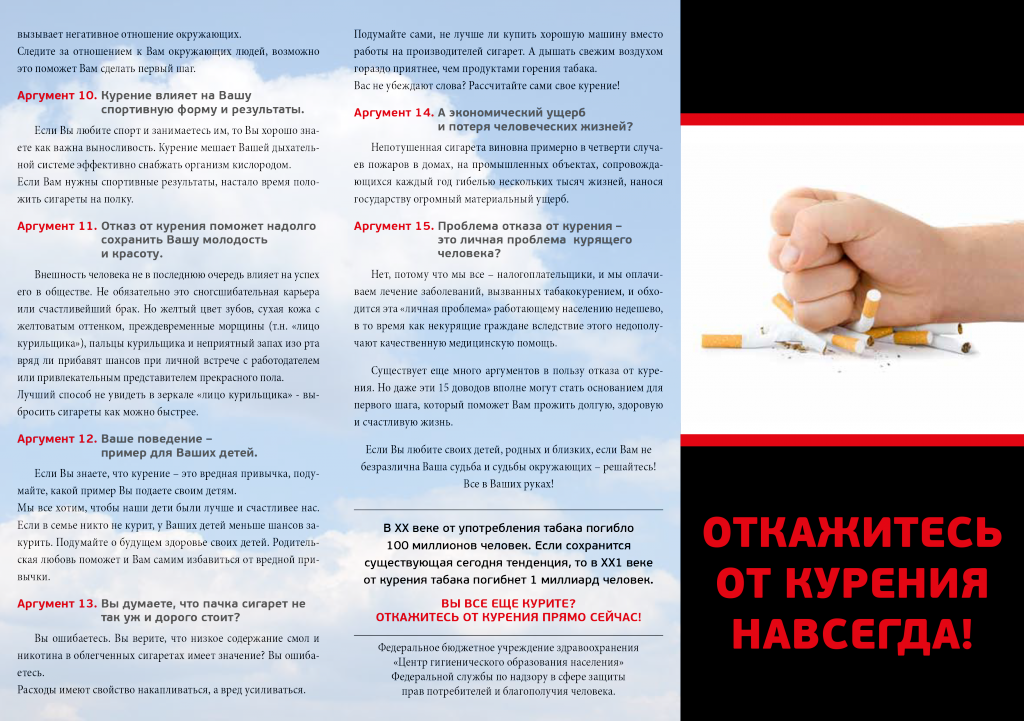 вызывает негативное отношение окружающих.
Следите за отношением к Вам окружающих людей, возможно
это поможет Вам сделать первый шаг.
Аргумент 10. Курение влияет на Вашу
спортивную форму и результаты.
Если Вы любите спорт и занимаетесь им, то Вы хорошо зна-
ете как важна выносливость. Курение мешает Вашей дыхатель-
ной системе эффективно снабжать организм кислородом.
Если Вам нужны спортивные результаты, настало время поло-
жить сигареты на полку.
Аргумент 11. Отказ от курения поможет надолго
сохранить Вашу молодость
и красоту.
Внешность человека не в последнюю очередь влияет на успех
его в обществе. Не обязательно это сногсшибательная карьера
или счастливейший брак. Но желтый цвет зубов, сухая кожа с
желтоватым оттенком, преждевременные морщины (т.н. «лицо
курильщика»), пальцы курильщика и неприятный запах изо рта
вряд ли прибавят шансов при личной встрече с работодателем
или привлекательным представителем прекрасного пола.
Лучший способ не увидеть в зеркале «лицо курильщика» - вы-
бросить сигареты как можно быстрее.
Аргумент 12. Ваше поведение –
пример для Ваших детей.
Если Вы знаете, что курение – это вредная привычка, поду-
майте, какой пример Вы подаете своим детям.
Мы все хотим, чтобы наши дети были лучше и счастливее нас.
Если в семье никто не курит, у Ваших детей меньше шансов за-
курить. Подумайте о будущем здоровье своих детей. Родитель-
ская любовь поможет и Вам самим избавиться от вредной при-
вычки.
Аргумент 13. Вы думаете, что пачка сигарет не
так уж и дорого стоит?
Вы ошибаетесь. Вы верите, что низкое содержание смол и
никотина в облегченных сигаретах имеет значение? Вы ошиба-
етесь.
Расходы имеют свойство накапливаться, а вред усиливаться.
Подумайте сами, не лучше ли купить хорошую машину вместо
работы на производителей сигарет. А дышать свежим воздухом
гораздо приятнее, чем продуктами горения табака.
Вас не убеждают слова? Рассчитайте сами свое курение!
Аргумент 14. А экономический ущерб
и потеря человеческих жизней?
Непотушенная сигарета виновна примерно в четверти случа-
ев пожаров в домах, на промышленных объектах, сопровожда-
ющихся каждый год гибелью нескольких тысяч жизней, нанося
государству огромный материальный ущерб.
Аргумент 15. Проблема отказа от курения –
это личная проблема курящего
человека?
Нет, потому что мы все – налогоплательщики, и мы оплачи-
ваем лечение заболеваний, вызванных табакокурением, и обхо-
дится эта «личная проблема» работающему населению недешево,
в то время как некурящие граждане вследствие этого недополу-
чают качественную медицинскую помощь.
Существует еще много аргументов в пользу отказа от куре-
ния. Но даже эти 15 доводов вполне могут стать основанием для
первого шага, который поможет Вам прожить долгую, здоровую
и счастливую жизнь.
Если Вы любите своих детей, родных и близких, если Вам не
безразлична Ваша судьба и судьбы окружающих – решайтесь!
Все в Ваших руках!
В XX веке от употребления табака погибло
100 миллионов человек. Если сохранится
существующая сегодня тенденция, то в XX1 веке
от курения табака погибнет 1 миллиард человек.
ВЫ ВСЕ ЕЩЕ КУРИТЕ?
ОТКАЖИТЕСЬ ОТ КУРЕНИЯ ПРЯМО СЕЙЧАС!
Федеральное бюджетное учреждение здравоохранения
«Центр гигиенического образования населения»
Федеральной службы по надзору в сфере защиты
прав потребителей и благополучия человека.
ОТКАЖИТЕСЬ
ОТ КУРЕНИЯ
НАВСЕГДА!